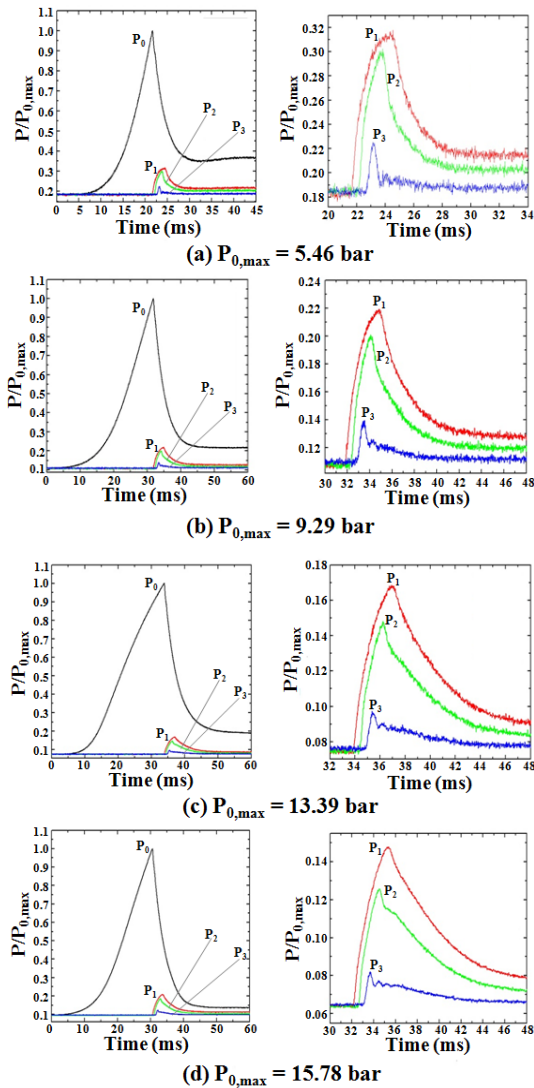 P/P0,max
1.1
1.0
0.9
0.8
0.7
0.6
0.5
0.4
0.3
0.2
P0
P1
P2
P3
0 5 10 15 20 25 30 35 40 45
Time (ms)
P/P0,max
0.32
0.30
0.28
0.26
0.24
0.22
0.20
0.18
P1
P2
P3
20 22 24 26 28 30 32 34
Time (ms)
(a) P0,max = 5.46 bar
P/P0,max
1.1
1.0
0.9
0.8
0.7
0.6
0.5
0.4
0.3
0.2
0.1
P0
P1
P2
P3
0 10 20 30 40 50 60
Time (ms)
P/P0,max
0.24
0.22
0.20
0.18
0.16
0.14
0.12
P1
P2
P3
30 32 34 36 38 40 42 44 46 48
Time (ms)
(b) P0,max = 9.29 bar
P/P0,max
1.1
1.0
0.9
0.8
0.7
0.6
0.5
0.4
0.3
0.2
0.1
P0
P1
P2
P3
0 10 20 30 40 50 60
Time (ms)
P/P0,max
0.18
0.16
0.14
0.12
0.10
0.08
P1
P2
P3
32 34 36 38 40 42 44 46 48
Time (ms)
(c) P0,max = 13.39 bar
P/P0,max
1.1
1.0
0.9
0.8
0.7
0.6
0.5
0.4
0.3
0.2
0.1
P0
P1
P2
P3
0 10 20 30 40 50 60
Time (ms)
P/P0,max
0.14
0.12
0.10
0.08
0.06
P1
P2
P3
30 32 34 36 38 40 42 44 46 48
Time (ms)
(d) P0,max = 15.78 bar